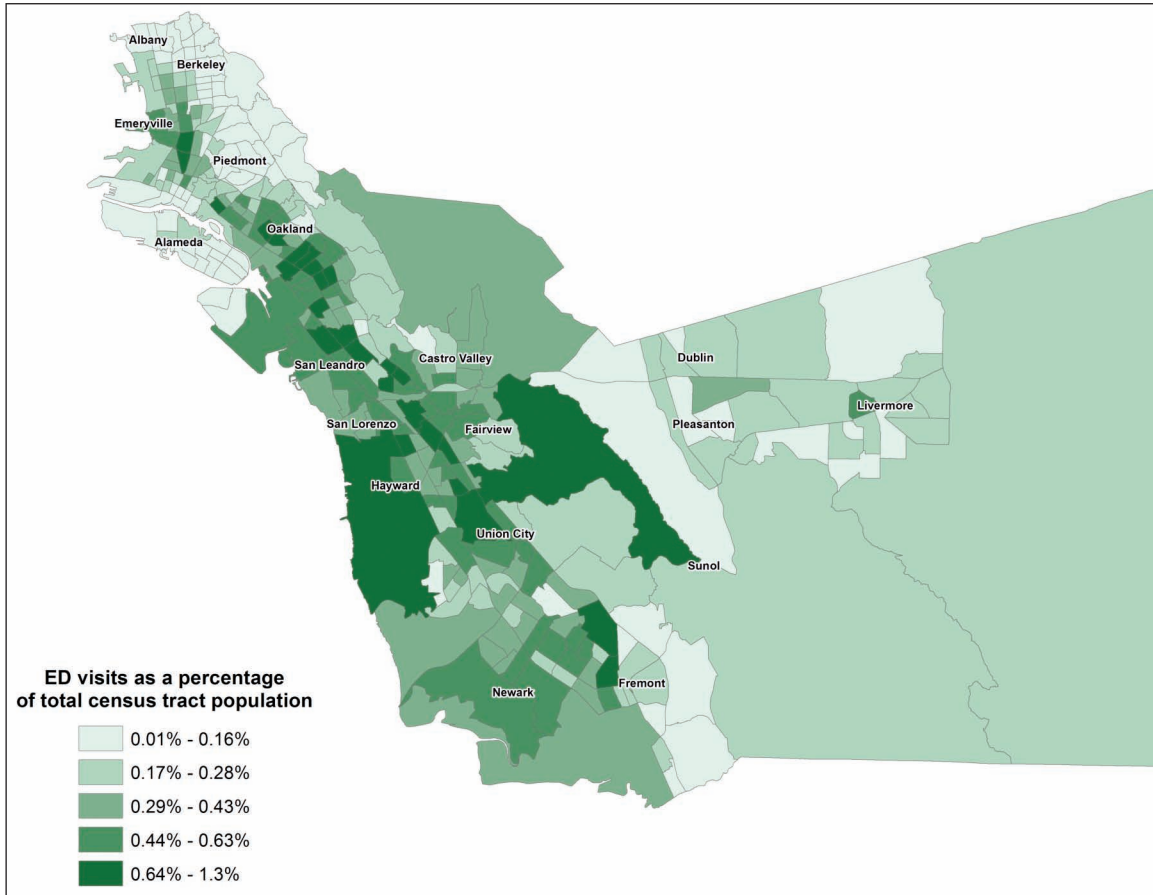 Albany
Berkeley
Emeryville
Piedmont
Oakland
Alameda
Castro Valley
San Leandro
Dublin
Livermore
Pleasanton
San Lorenzo
Fairview
Hayward
Union City
Sunol
Fremont
Newark
ED visits as a percentage
of total census tract population
0.01% - 0.16%
0.17% - 0.28%
0.29% - 0.43%
0.44% - 0.63%
0.64% - 1.3%